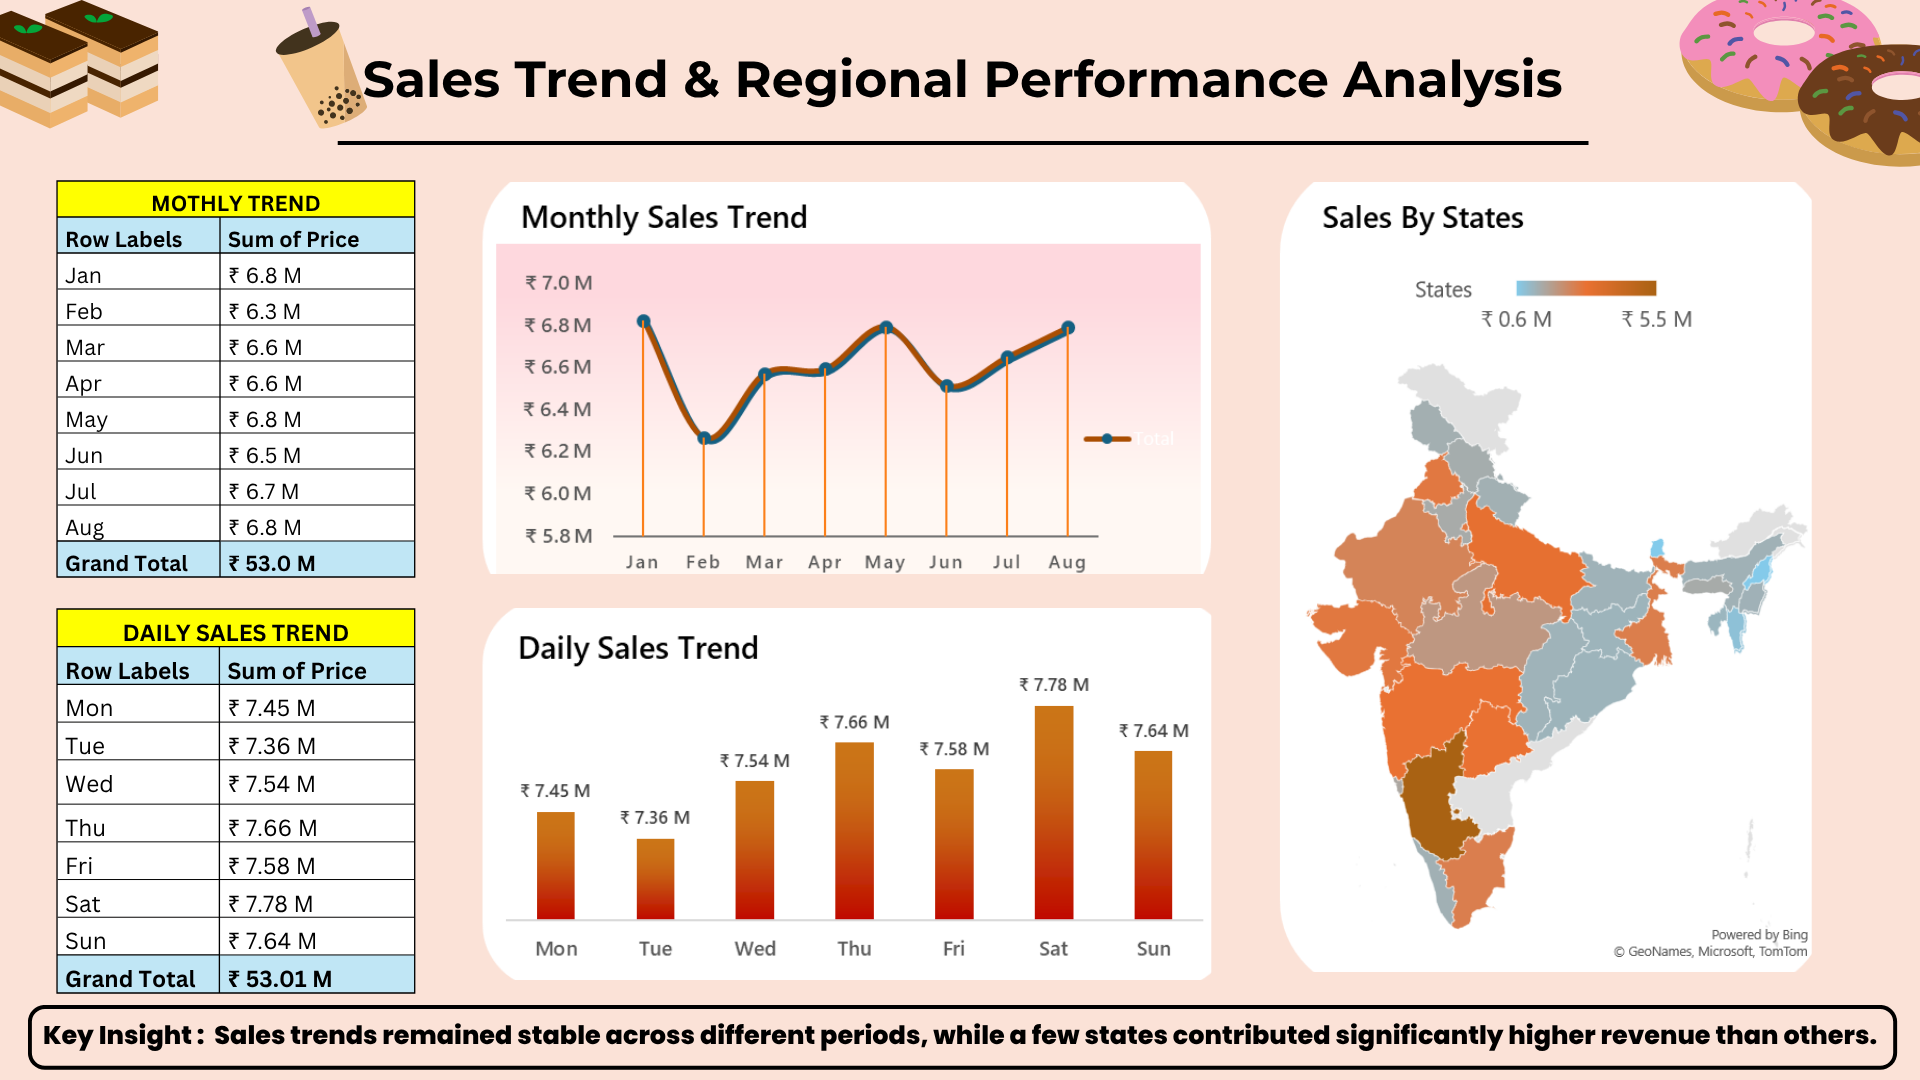 Sales Trend & Regional Performance Analysis
MOTHLY TREND
Row Labels Sum of Price
Jan ₹ 6.8 M
Feb ₹ 6.3 M
Mar ₹ 6.6 M
Apr ₹ 6.6 M
May ₹ 6.8 M
Jun ₹ 6.5 M
Jul ₹ 6.7 M
Aug ₹ 6.8 M
Grand Total ₹ 53.0 M
DAILY SALES TREND
Row Labels Sum of Price
Mon ₹ 7.45 M
Tue ₹ 7.36 M
Wed ₹ 7.54 M
Thu ₹ 7.66 M
Fri ₹ 7.58 M
Sat ₹ 7.78 M
Sun ₹ 7.64 M
Grand Total ₹ 53.01 M
Monthly Sales Trend
₹ 7.0 M
₹ 6.8 M
₹ 6.6 M
₹ 6.4 M
₹ 6.2 M
₹ 6.0 M
₹ 5.8 M
Total
Jan Feb Mar Apr May Jun Jul Aug
Daily Sales Trend
₹ 7.45 M
₹ 7.36 M
₹ 7.54 M
₹ 7.66 M
₹ 7.58 M
₹ 7.78 M
₹ 7.64 M
Mon Tue Wed Thu Fri Sat Sun
Sales By States
States
₹ 0.6 M ₹ 5.5 M
Powered by Bing
© GeoNames, Microsoft, TomTom
Key Insight : Sales trends remained stable across different periods, while a few states contributed significantly higher revenue than others.